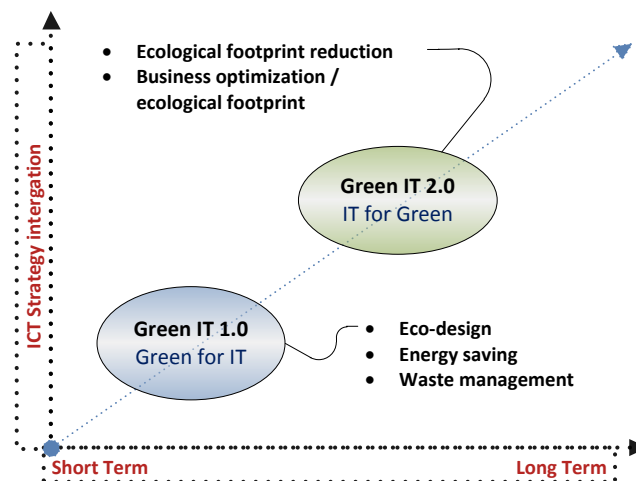 • Ecological footprint reduction
• Business optimization /
ecological footprint
Green IT 2.0
IT for Green
ICT Strategy intergation
Green IT 1.0
Green for IT
• Eco-design
• Energy saving
• Waste management
Short Term
Long Term